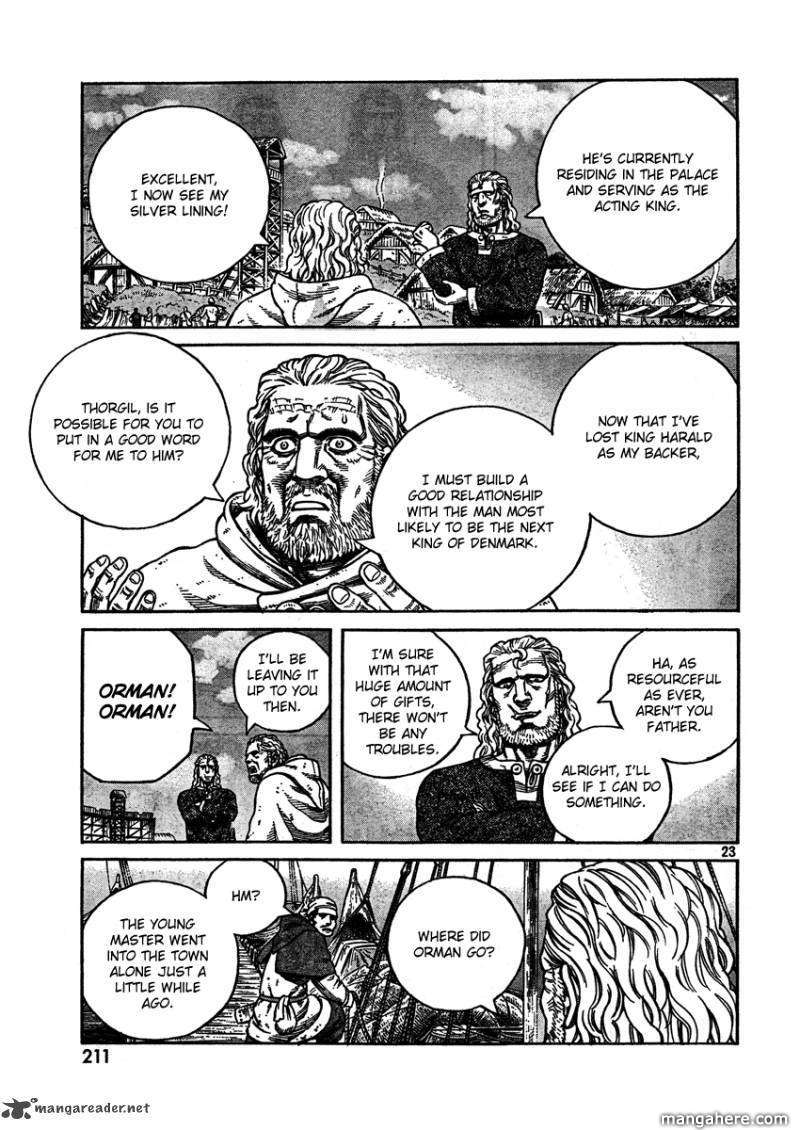 HE'S CURRENTLY
RESIDING IN THE PALACE
AND SERVING AS THE
ACTING KING.
EXCELLENT,
I NOW SEE MY
SILVER LINING!
NOW THAT I'VE
LOST KING HARALD
AS MY BACKER,
I MUST BUILD A
GOOD RELATIONSHIP
WITH THE MAN MOST
LIKELY TO BE THE NEXT
KING OF DENMARK.
THORGIL, IS IT
POSSIBLE FOR YOU TO
PUT IN A GOOD WORD
FOR ME TO HIM?
HA, AS
RESOURCEFUL
AS EVER,
AREN'T YOU
FATHER.
ALRIGHT, I'LL
SEE IF I CAN DO
SOMETHING.
I'M SURE
WITH THAT
HUGE AMOUNT
OF GIFTS,
THERE WON'T
BE ANY
TROUBLES.
I'LL BE
LEAVING IT
UP TO YOU
THEN.
ORMAN!
ORMAN!
23
WHERE DID
ORMAN GO?
HM?
THE YOUNG
MASTER WENT
INTO THE TOWN
ALONE JUST A
LITTLE WHILE
AGO.
211
mangareader.net
mangahere.com